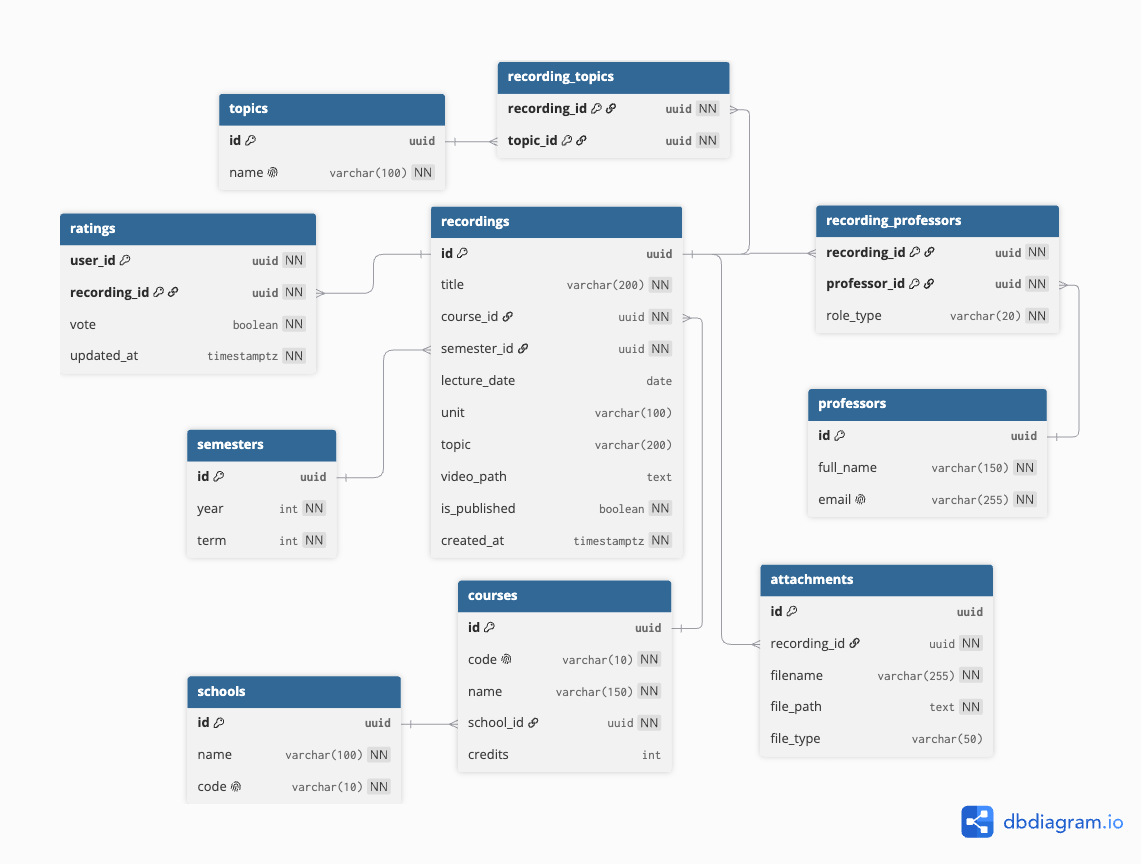 recording_topics
recording_id uuid NN
topic_id uuid NN
topics
id uuid
name varchar(100) NN
ratings
user_id uuid NN
recording_id uuid NN
vote boolean NN
updated_at timestamptz NN
recordings
id uuid
title varchar(200) NN
course_id uuid NN
semester_id uuid NN
lecture_date date
unit varchar(100)
topic varchar(200)
video_path text
is_published boolean NN
created_at timestamptz NN
recording_professors
recording_id uuid NN
professor_id uuid NN
role_type varchar(20) NN
professors
id uuid
full_name varchar(150) NN
email varchar(255) NN
semesters
id uuid
year int NN
term int NN
courses
id uuid
code varchar(10) NN
name varchar(150) NN
school_id uuid NN
credits int
attachments
id uuid
recording_id uuid NN
filename varchar(255) NN
file_path text NN
file_type varchar(50)
schools
id uuid
name varchar(100) NN
code varchar(10) NN
dbdiagram.io